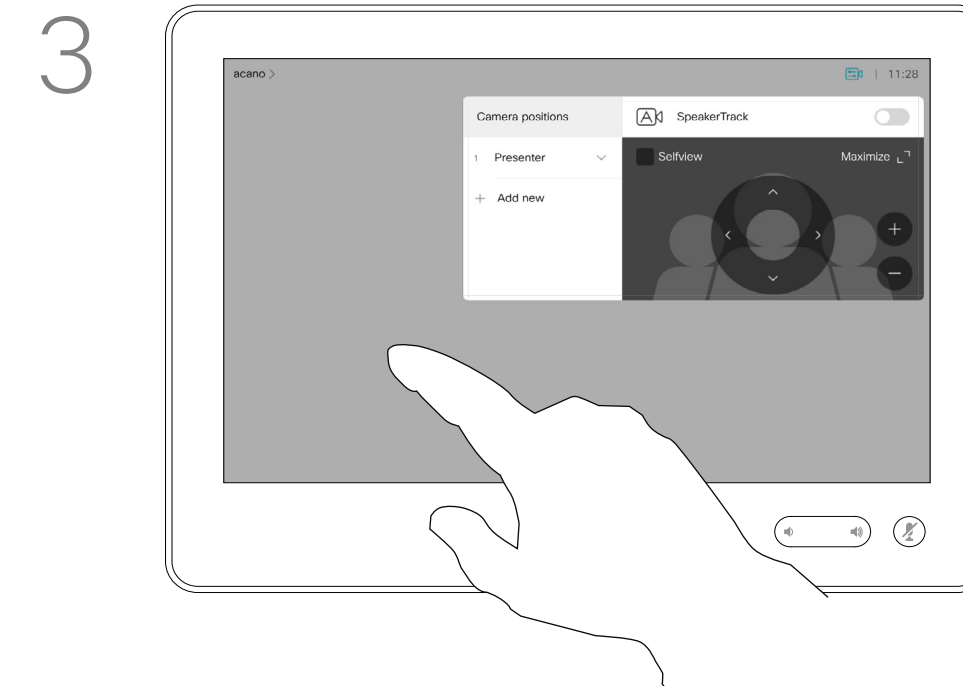 3
acano >
11:28
Camera positions
A SpeakerTrack
1 Presenter
Selfview
Maximize
+ Add new